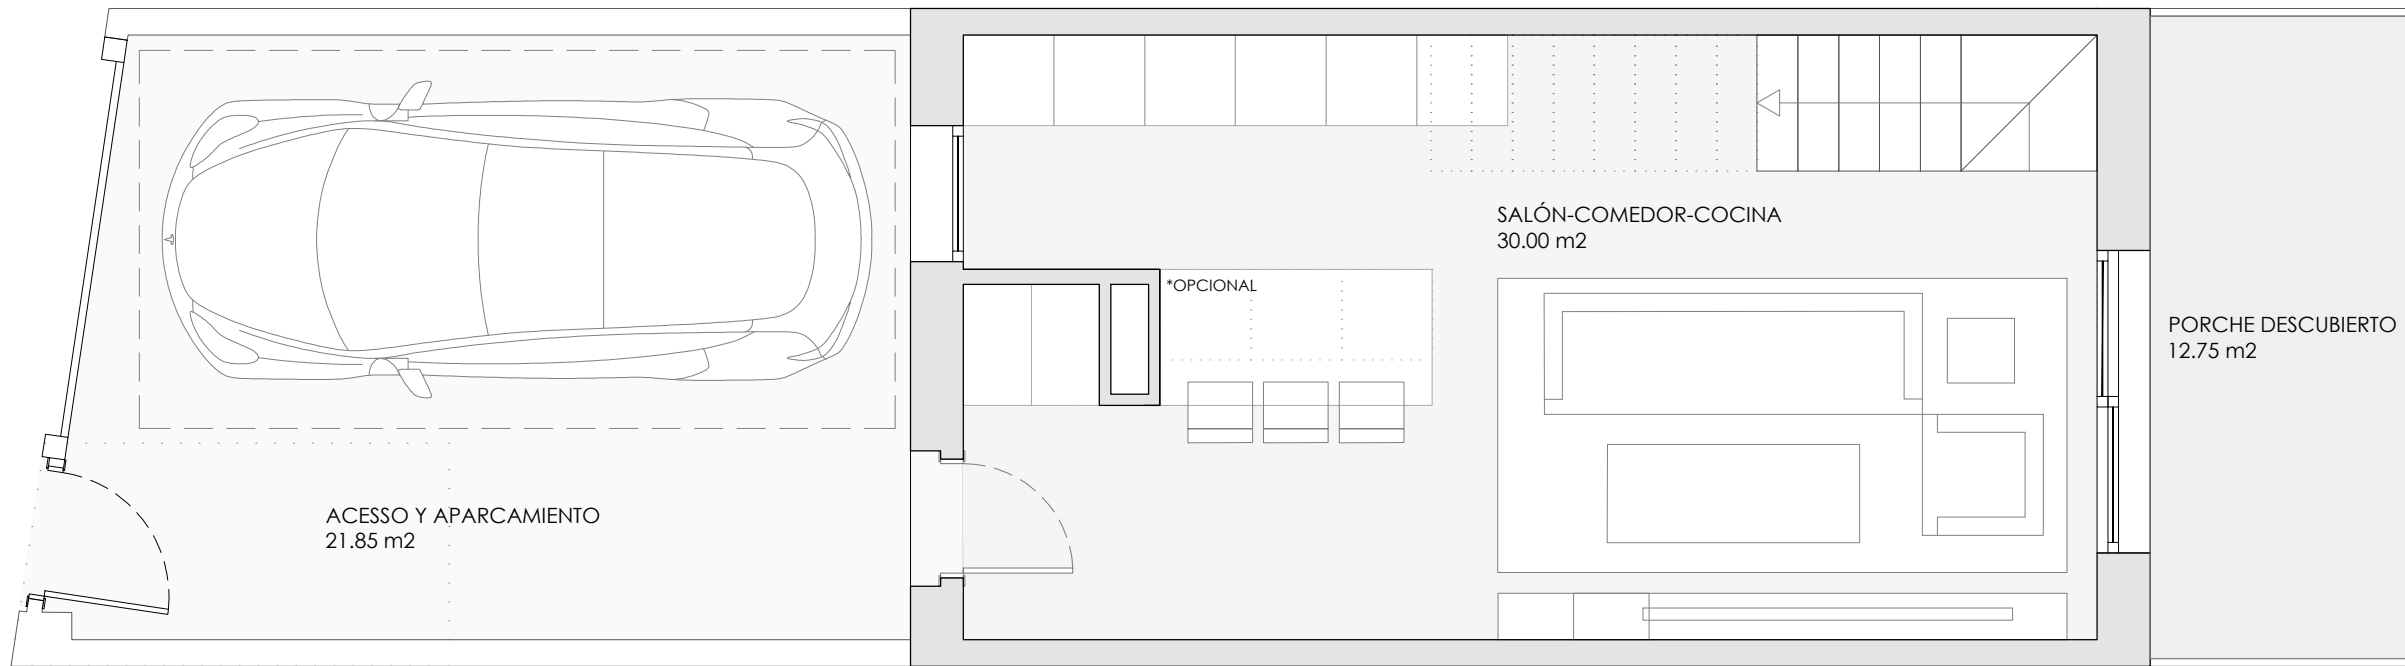 SALÓN-COMEDOR-COCINA
30.00 m2
*OPCIONAL
PORCHE DESCUBIERTO
12.75 m2
ACESSO Y APARCAMIENTO
21.85 m2